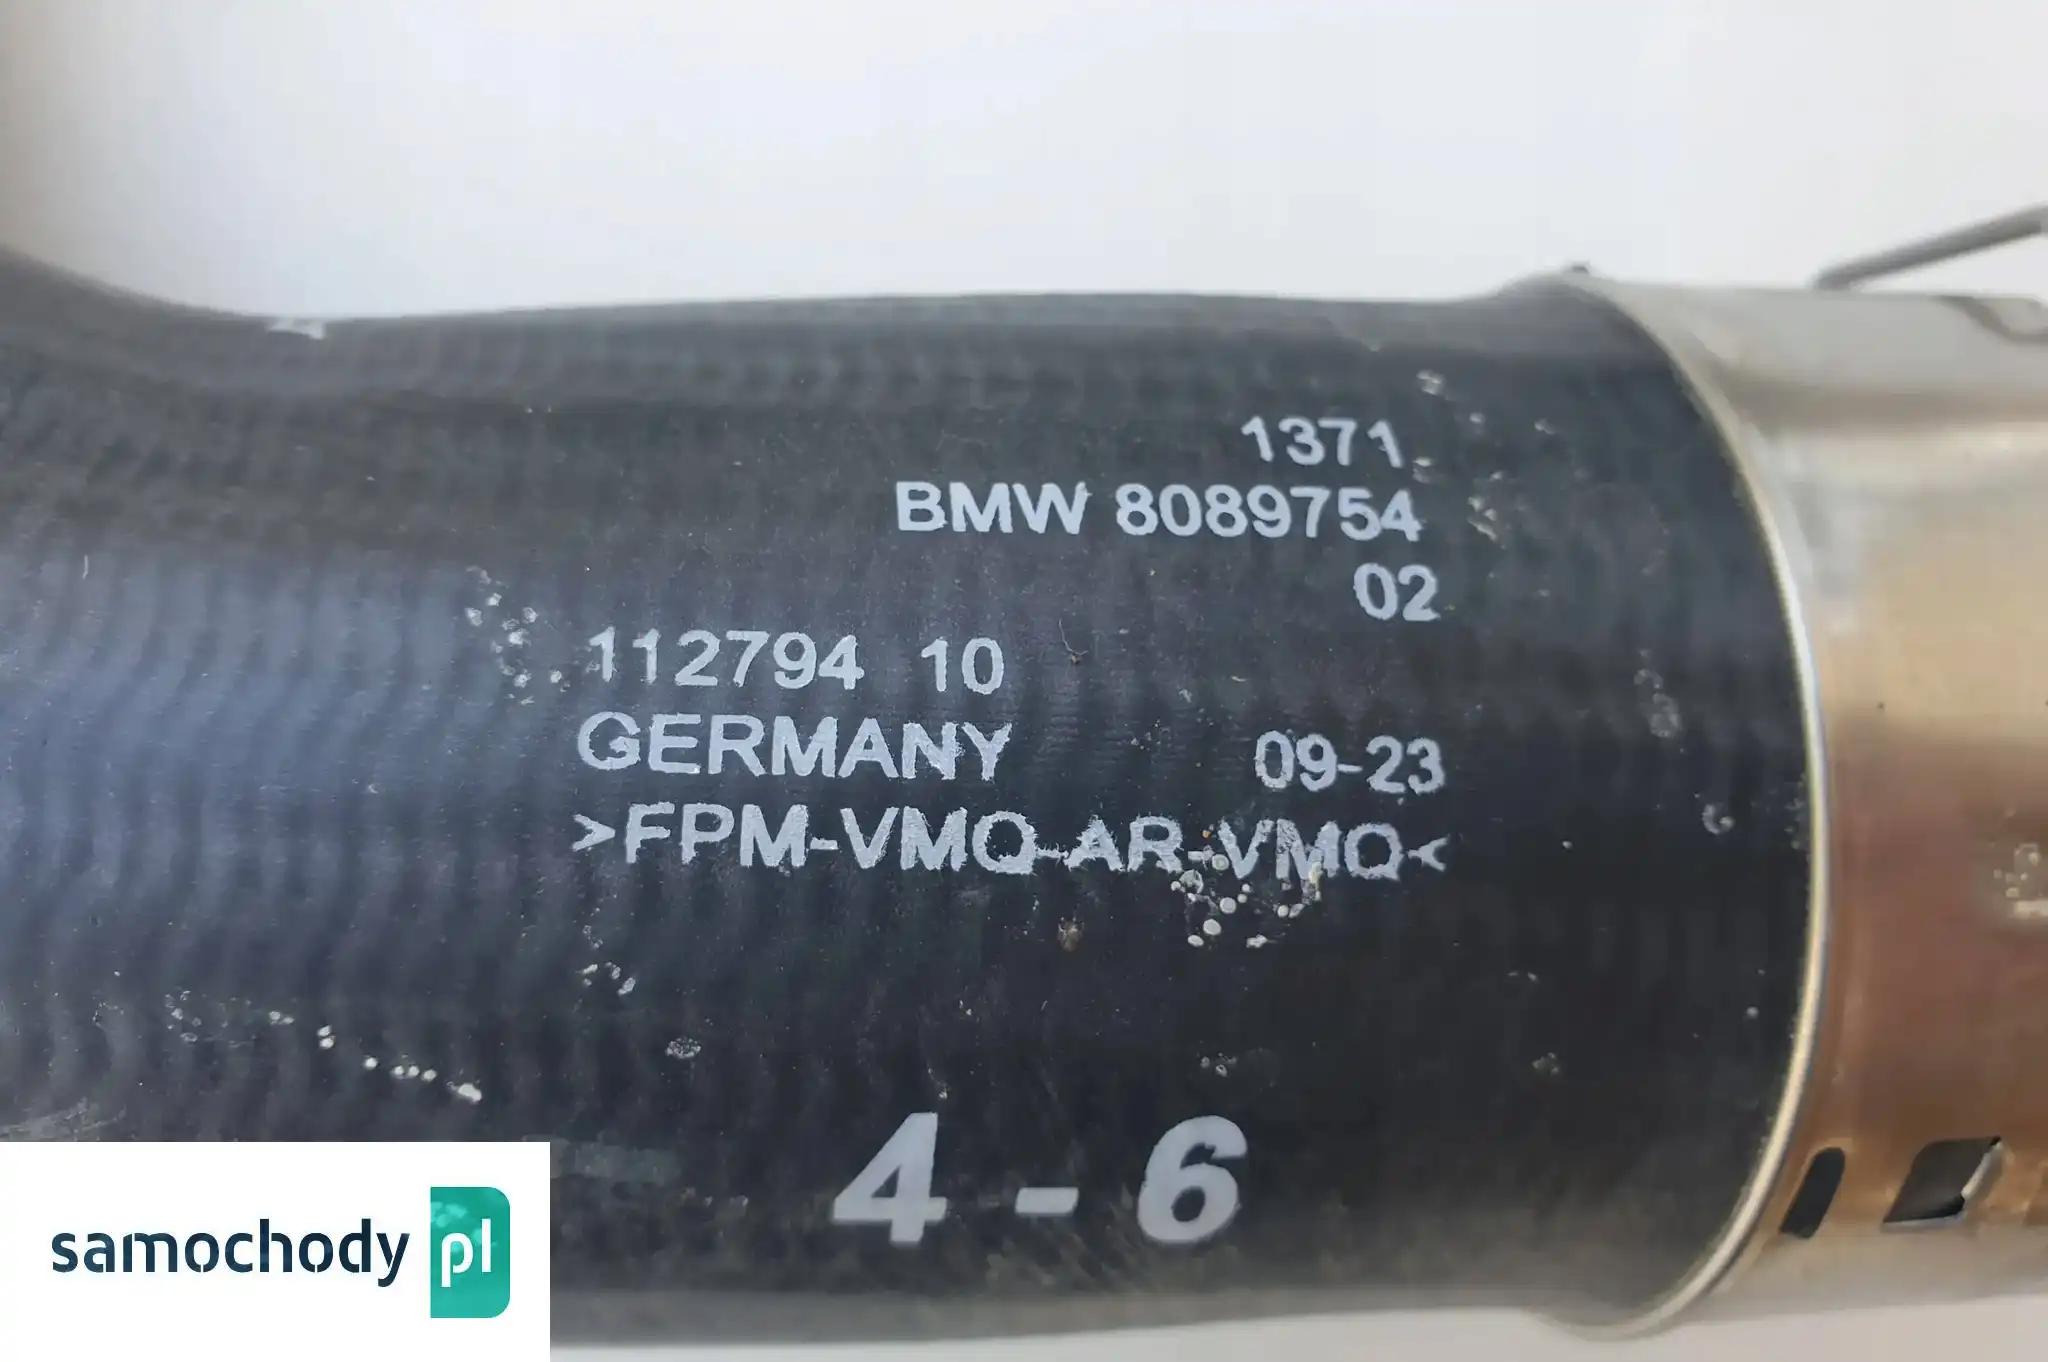 1371
BMW 8089754
02
112794 10
GERMANY 09-23
>FPM-VMQ-AR-VMQ<
4 - 6
samochody pl